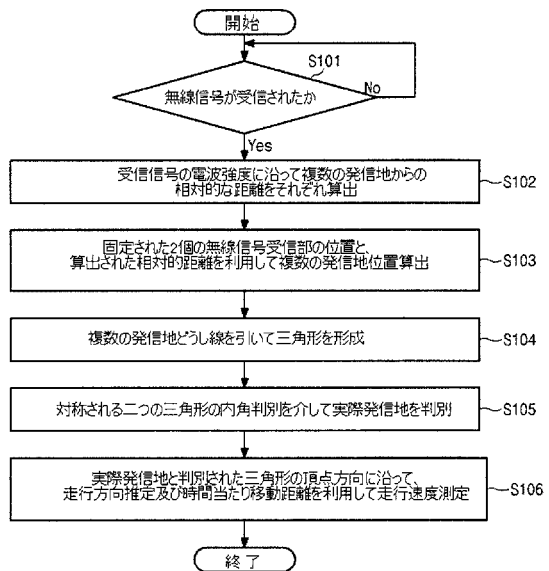 開始
S101
無線信号が受信されたか
No
Yes
受信信号の電波強度に沿って複数の発信地からの
相対的な距離をそれぞれ算出
S102
固定された2個の無線信号受信部の位置と、
算出された相対的距離を利用して複数の発信地位置算出
S103
複数の発信地どうし線を引いて三角形を形成
S104
対称される二つの三角形の内角判別を介して実際発信地を判別
S105
実際発信地と判別された三角形の頂点方向に沿って、
走行方向推定及び時間当たり移動距離を利用して走行速度測定
S106
終了